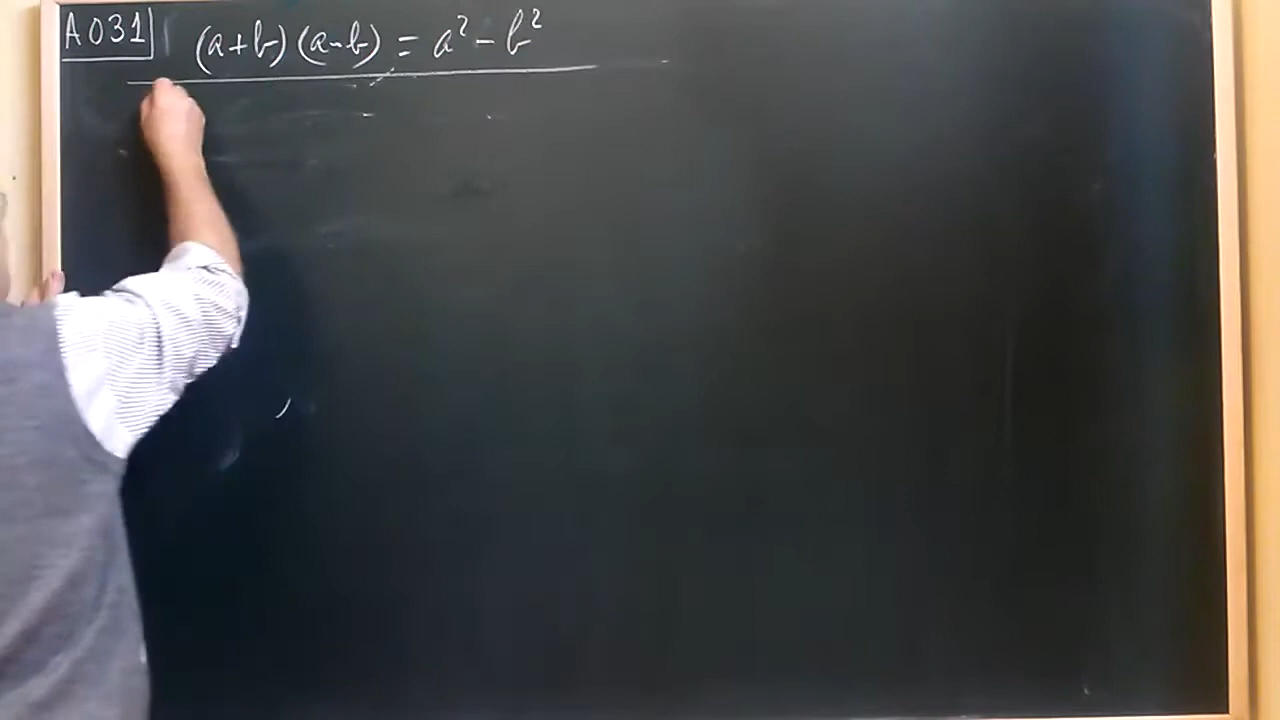 A031 (a+b)(a-b) = a² - b²